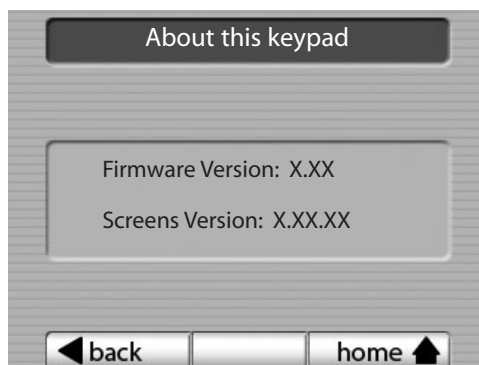 About this keypad
Firmware Version: X.XX
Screens Version: X.XX.XX
back home